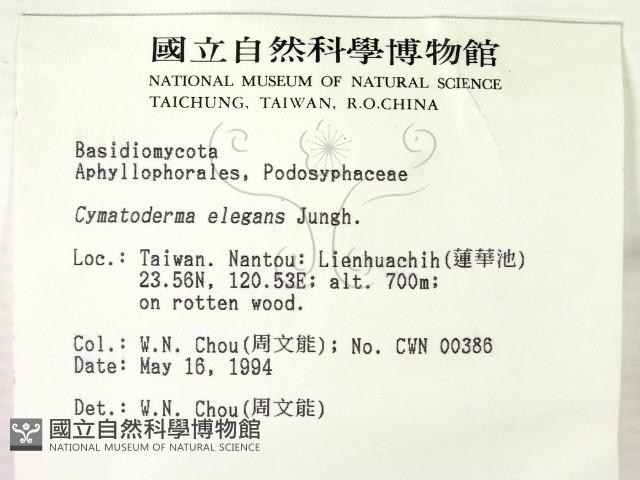 國立自然科學博物館
NATIONAL MUSEUM OF NATURAL SCIENCE
TAICHUNG, TAIWAN, R.O.CHINA
Basidiomycota
Aphyllophorales, Podosyphaceae
Cymatoderma elegans Jungh.
Loc.: Taiwan. Nantou: Lienhuachih(蓮華池)
23.56N, 120.53E; alt. 700m;
on rotten wood.
Col.: W.N. Chou(周文能); No. CWN 00386
Date: May 16, 1994
Det.: W.N. Chou(周文能)
國立自然科學博物館
NATIONAL MUSEUM OF NATURAL SCIENCE